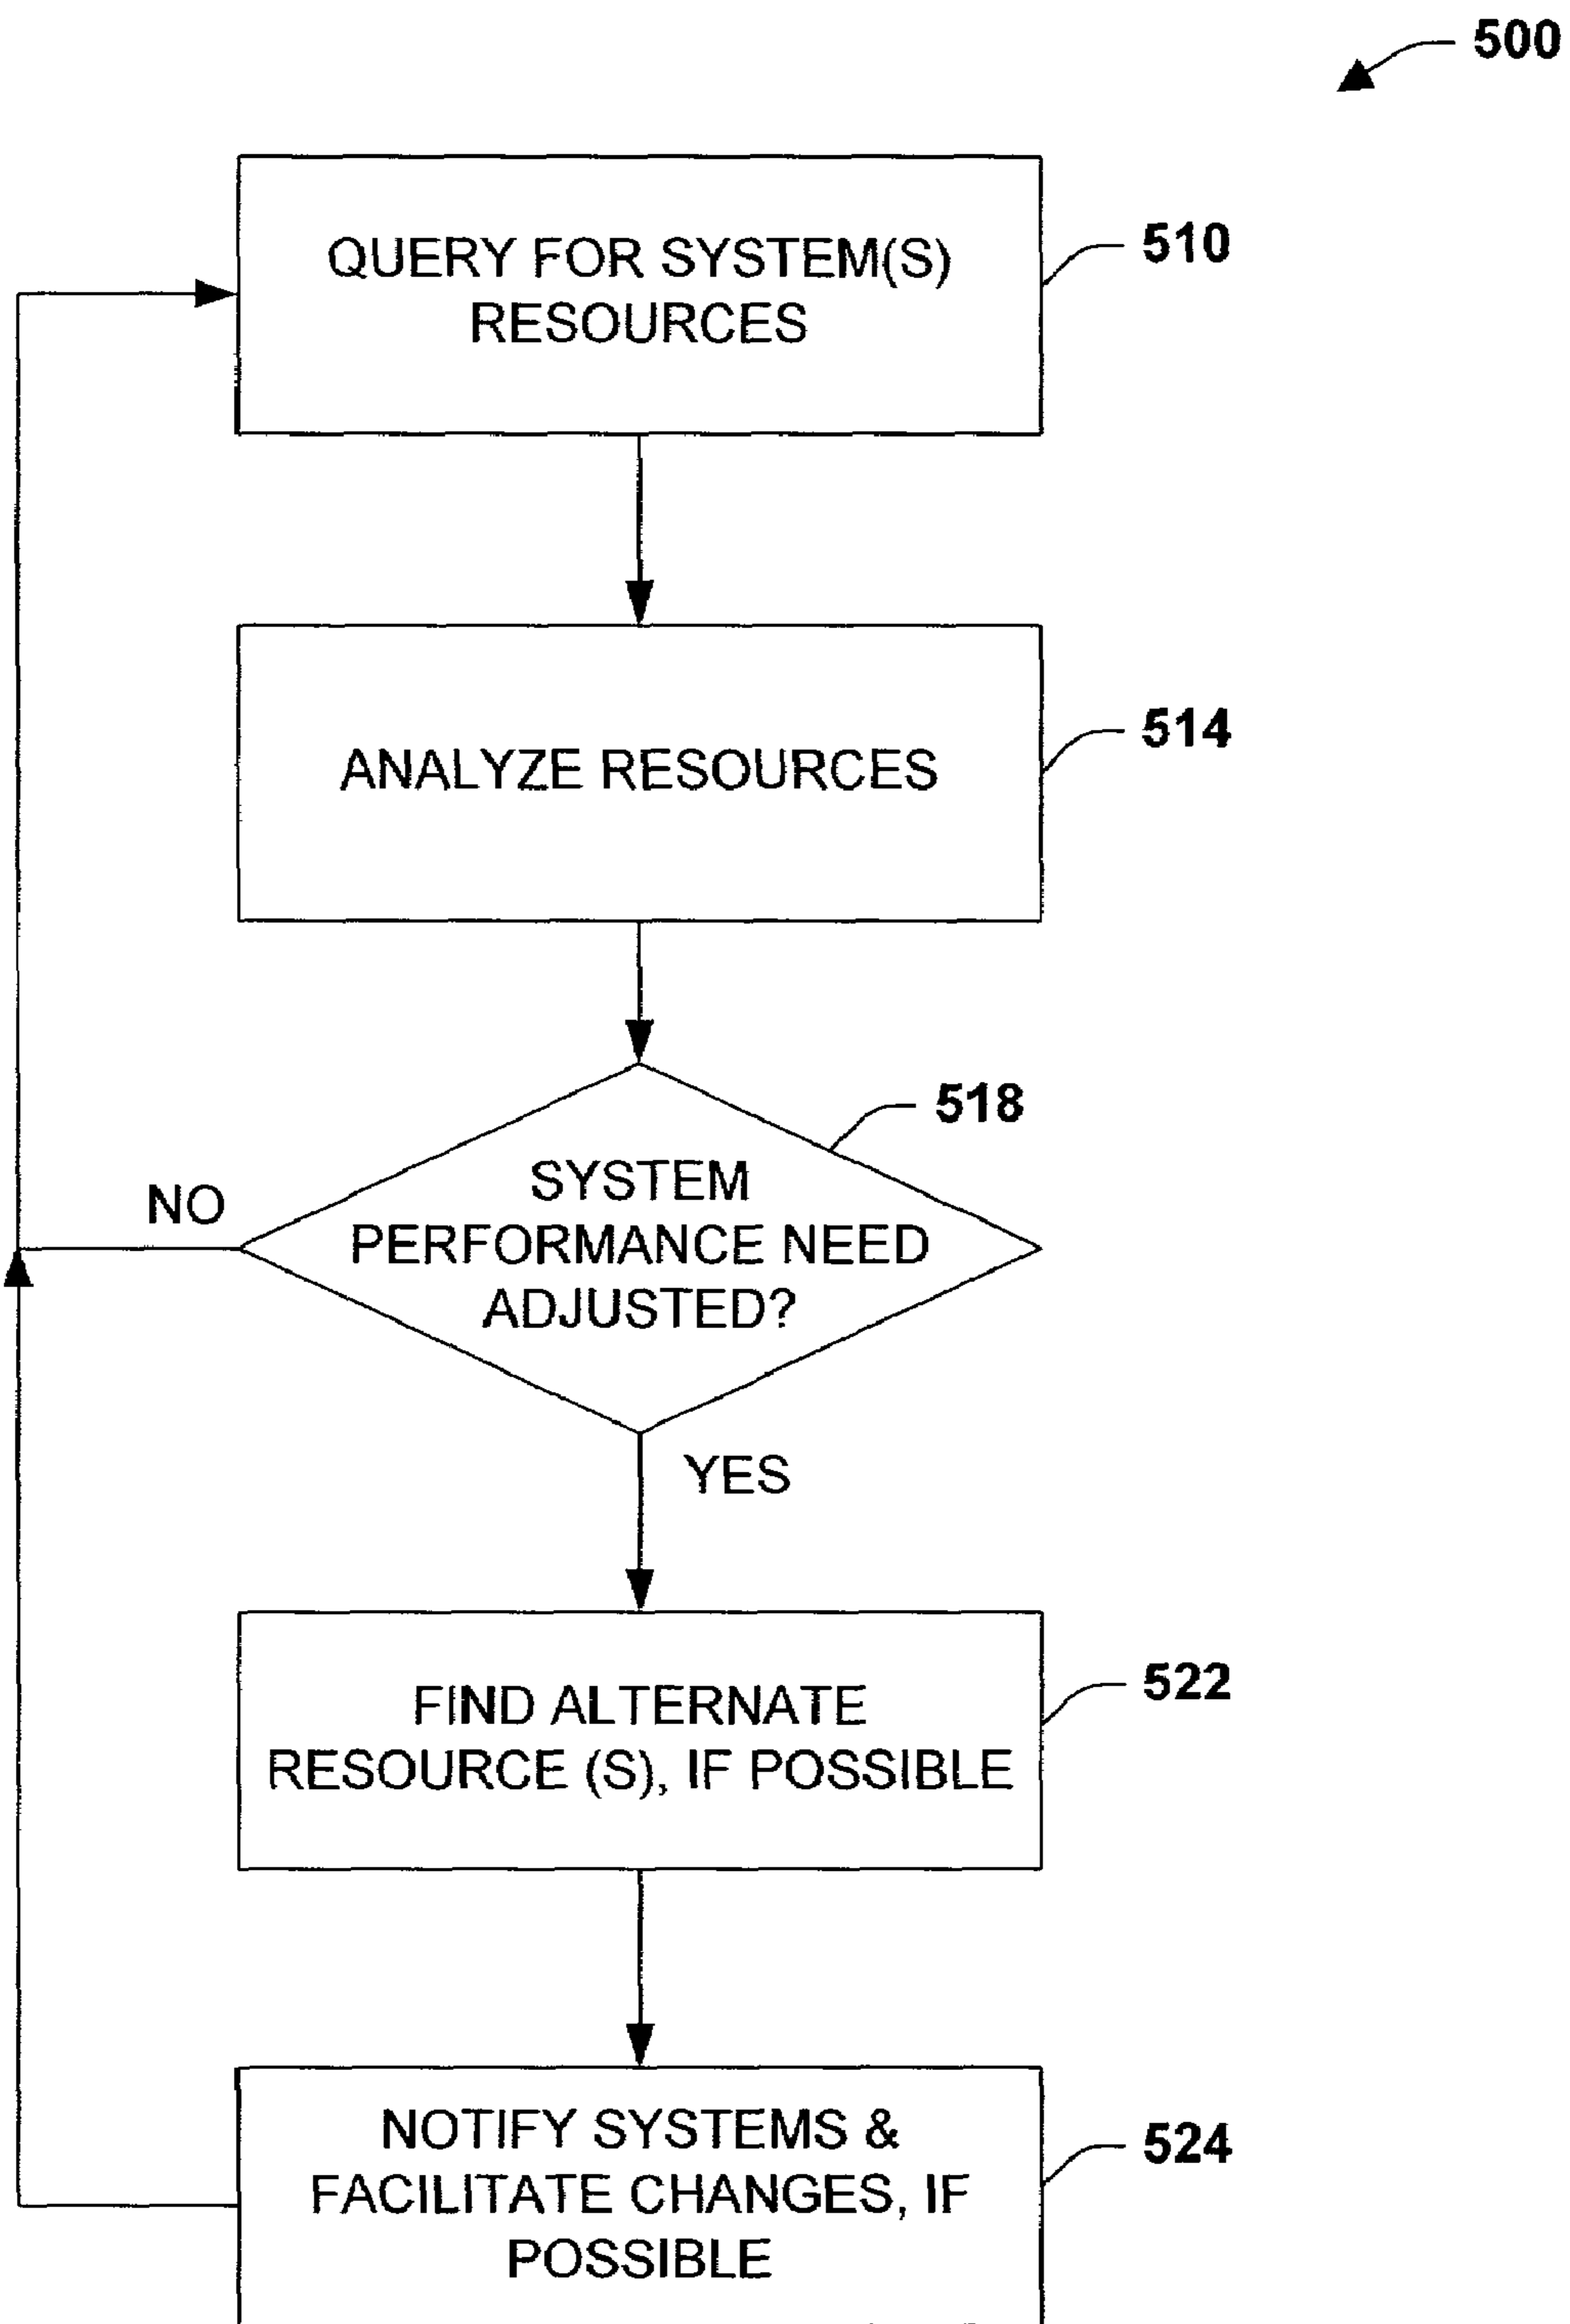 500
QUERY FOR SYSTEM(S)
RESOURCES
510
ANALYZE RESOURCES
514
518
SYSTEM
PERFORMANCE NEED
ADJUSTED?
NO
YES
FIND ALTERNATE
RESOURCE (S), IF POSSIBLE
522
NOTIFY SYSTEMS &
FACILITATE CHANGES, IF
POSSIBLE
524